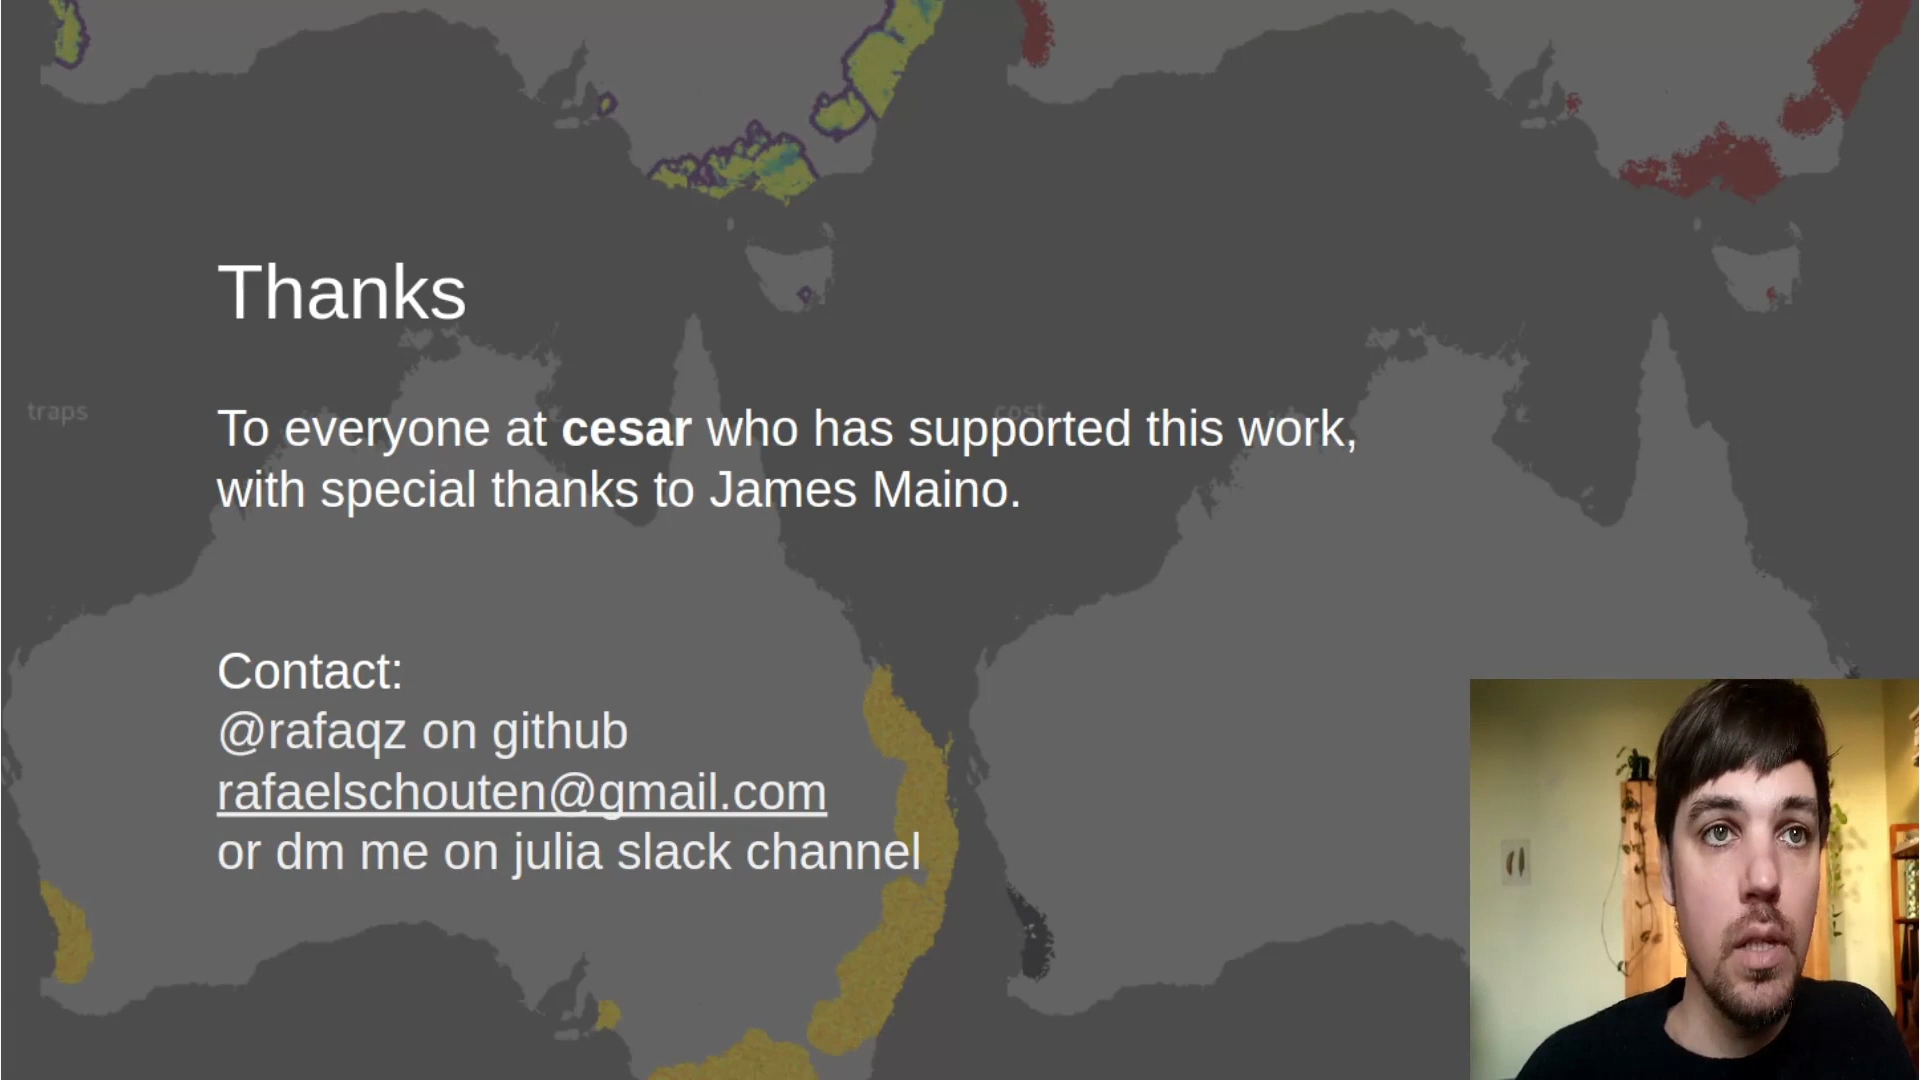 Thanks
To everyone at cesar who has supported this work,
with special thanks to James Maino.
traps
cost
Contact:
@rafaqz on github
rafaelschouten@gmail.com
or dm me on julia slack channel